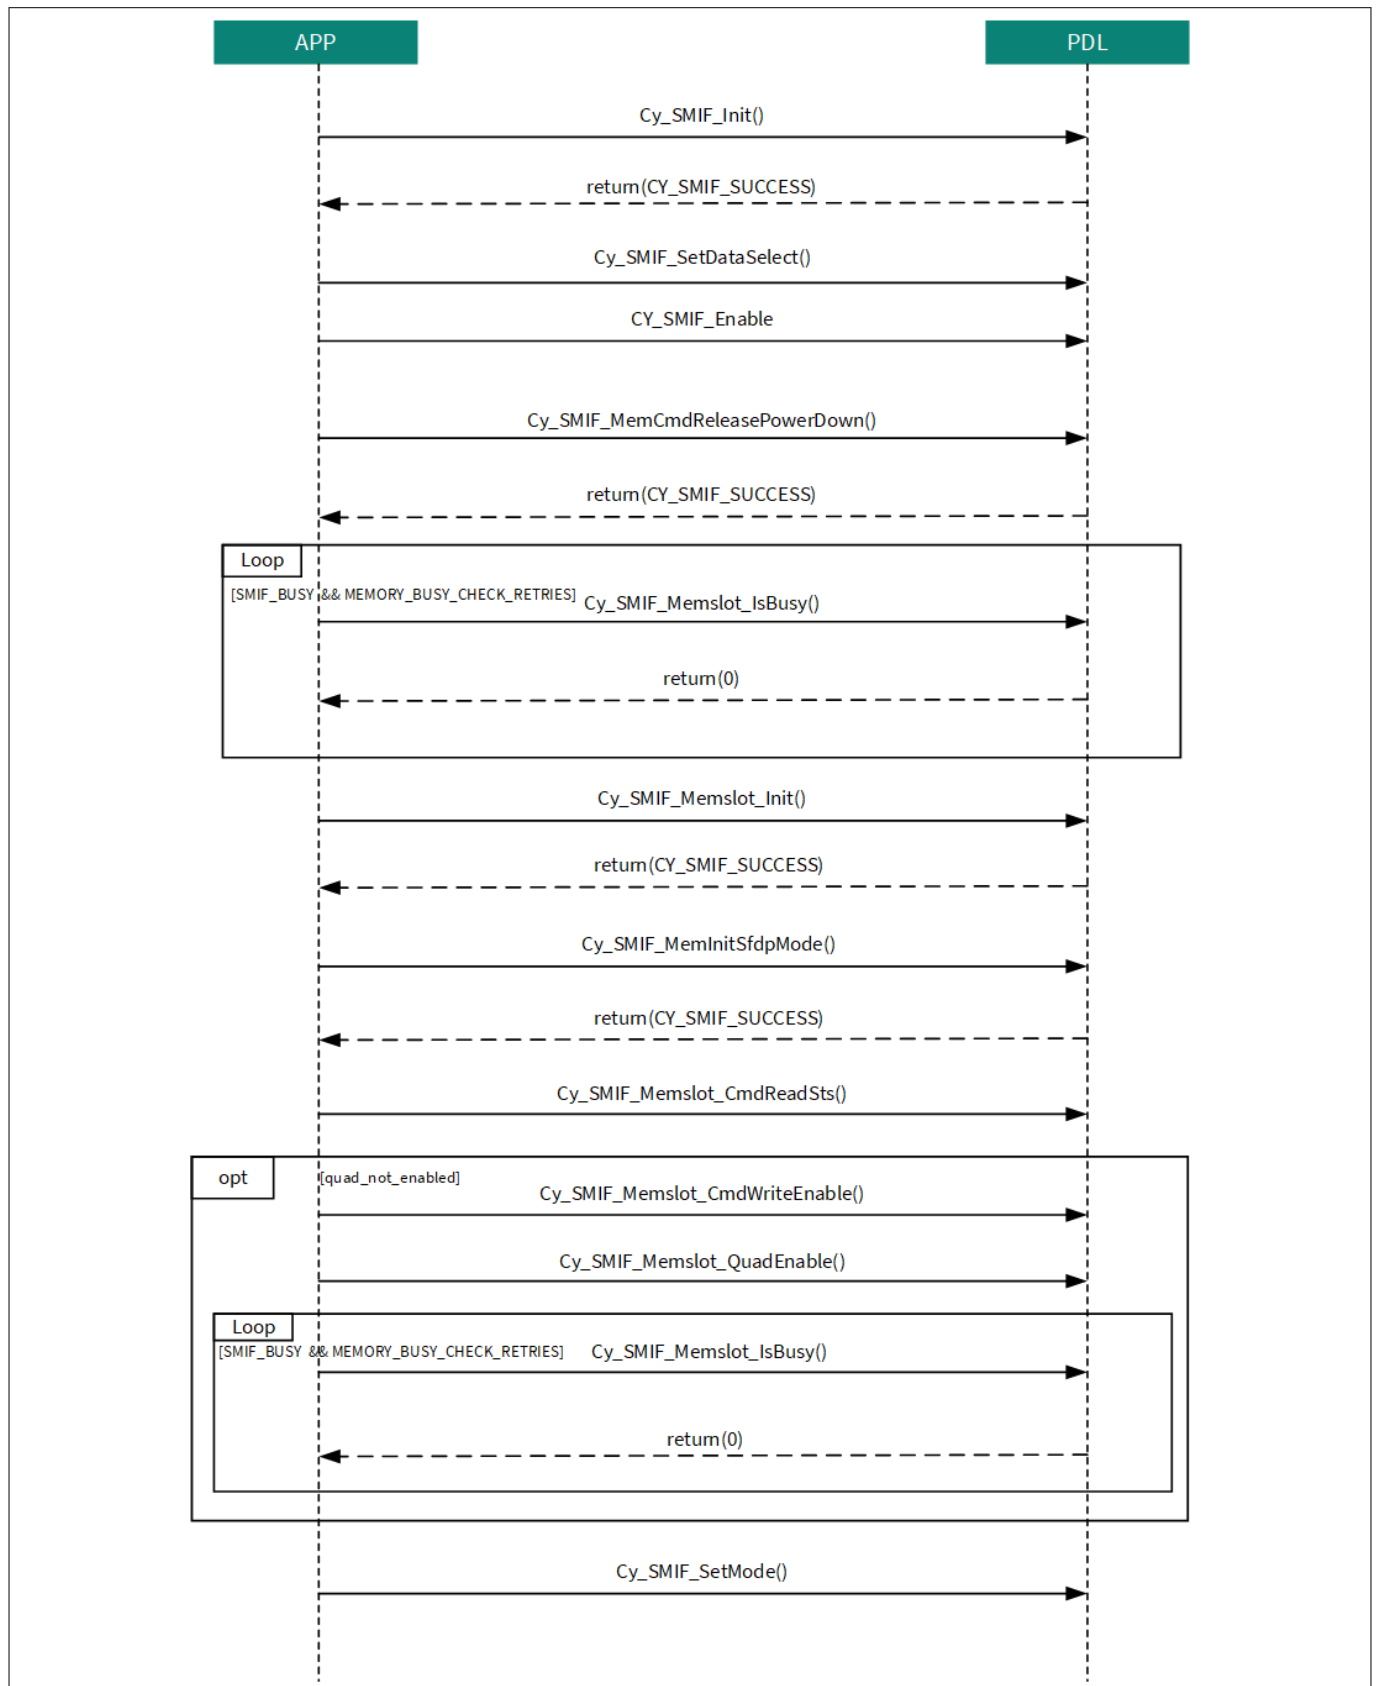 APP
PDL
Cy_SMIF_Init()
return(CY_SMIF_SUCCESS)
Cy_SMIF_SetDataSelect()
CY_SMIF_Enable
Cy_SMIF_MemCmdReleasePowerDown()
return(CY_SMIF_SUCCESS)
Loop
[SMIF_BUSY && MEMORY_BUSY_CHECK_RETRIES]
Cy_SMIF_Memslot_IsBusy()
return(0)
Cy_SMIF_Memslot_Init()
return(CY_SMIF_SUCCESS)
Cy_SMIF_MemInitSfdpMode()
return(CY_SMIF_SUCCESS)
Cy_SMIF_Memslot_CmdReadSts()
opt
[quad_not_enabled]
Cy_SMIF_Memslot_CmdWriteEnable()
Cy_SMIF_Memslot_QuadEnable()
Loop
[SMIF_BUSY && MEMORY_BUSY_CHECK_RETRIES]
Cy_SMIF_Memslot_IsBusy()
return(0)
Cy_SMIF_SetMode()